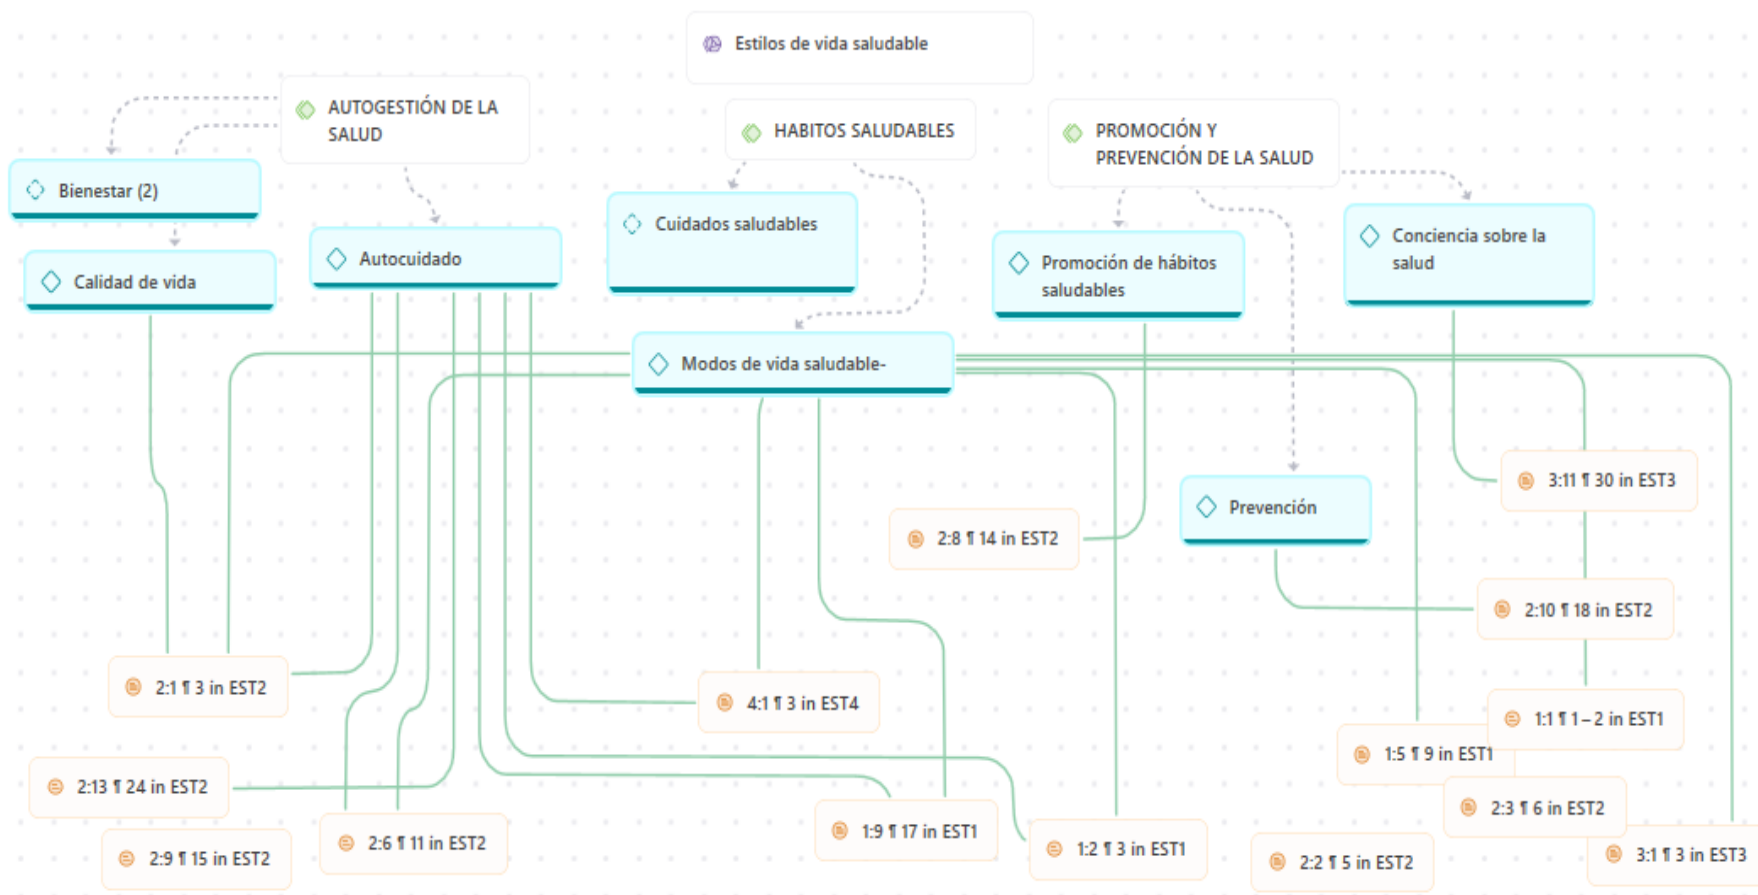 Estilos de vida saludable
AUTOGESTIÓN DE LA
SALUD
HABITOS SALUDABLES
PROMOCIÓN Y
PREVENCIÓN DE LA SALUD
Bienestar (2)
Cuidados saludables
Conciencia sobre la
salud
Autocuidado
Promoción de hábitos
saludables
Calidad de vida
Modos de vida saludable-
3:11 ¶ 30 in EST3
Prevención
2:8 ¶ 14 in EST2
2:10 ¶ 18 in EST2
2:1 ¶ 3 in EST2
4:1 ¶ 3 in EST4
1:1 ¶ 1 – 2 in EST1
1:5 ¶ 9 in EST1
2:13 ¶ 24 in EST2
2:3 ¶ 6 in EST2
1:9 ¶ 17 in EST1
2:6 ¶ 11 in EST2
1:2 ¶ 3 in EST1
3:1 ¶ 3 in EST3
2:9 ¶ 15 in EST2
2:2 ¶ 5 in EST2